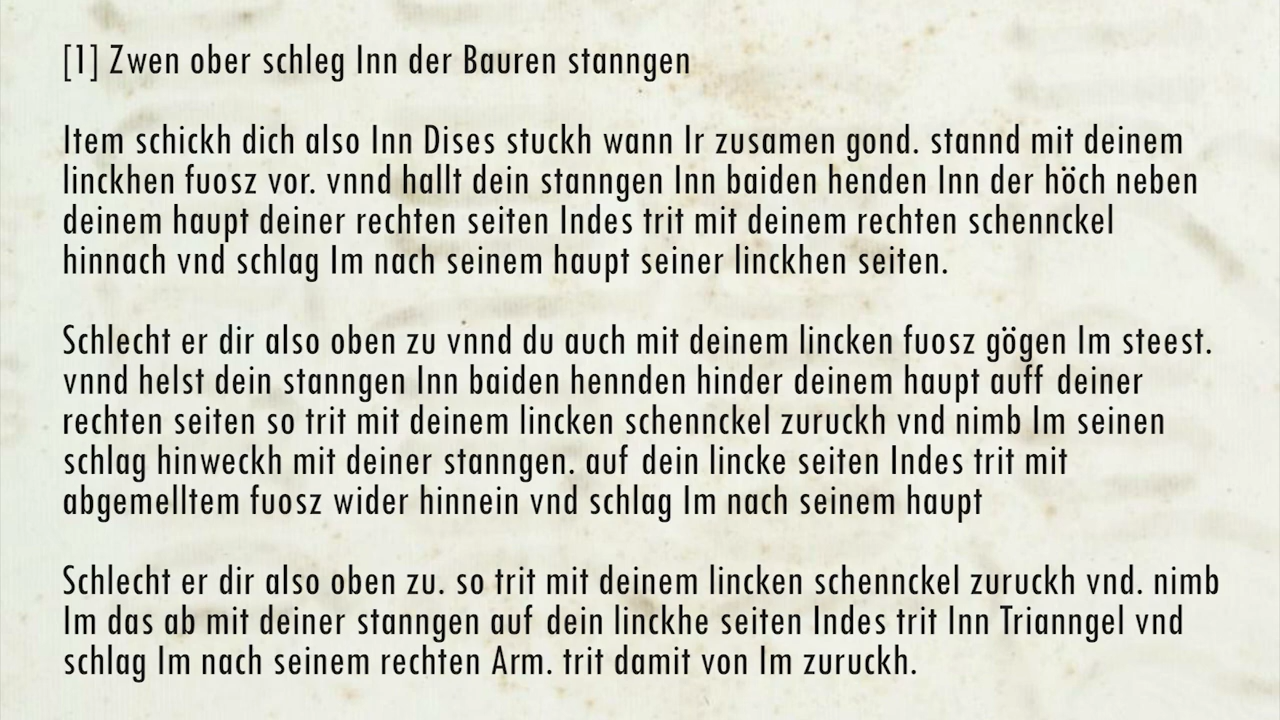 [1] Zwen ober schleg Inn der Bauren stanngen
Item schickh dich also Inn Dises stuckh wann Ir zusamen gond. stannd mit deinem
linckhen fuosz vor. vnnd hallt dein stanngen Inn baiden henden Inn der höch neben
deinem haupt deiner rechten seiten Indes trit mit deinem rechten schennckel
hinnach vnd schlag Im nach seinem haupt seiner linckhen seiten.
Schlecht er dir also oben zu vnnd du auch mit deinem lincken fuosz gögen Im steest.
vnnd helst dein stanngen Inn baiden hennden hinder deinem haupt auff deiner
rechten seiten so trit mit deinem lincken schennckel zuruckh vnd nimb Im seinen
schlag hinweckh mit deiner stanngen. auf dein lincke seiten Indes trit mit
abgemelltem fuosz wider hinnein vnd schlag Im nach seinem haupt
Schlecht er dir also oben zu. so trit mit deinem lincken schennckel zuruckh vnd. nimb
Im das ab mit deiner stanngen auf dein linckhe seiten Indes trit Inn Trianngel vnd
schlag Im nach seinem rechten Arm. trit damit von Im zuruckh.